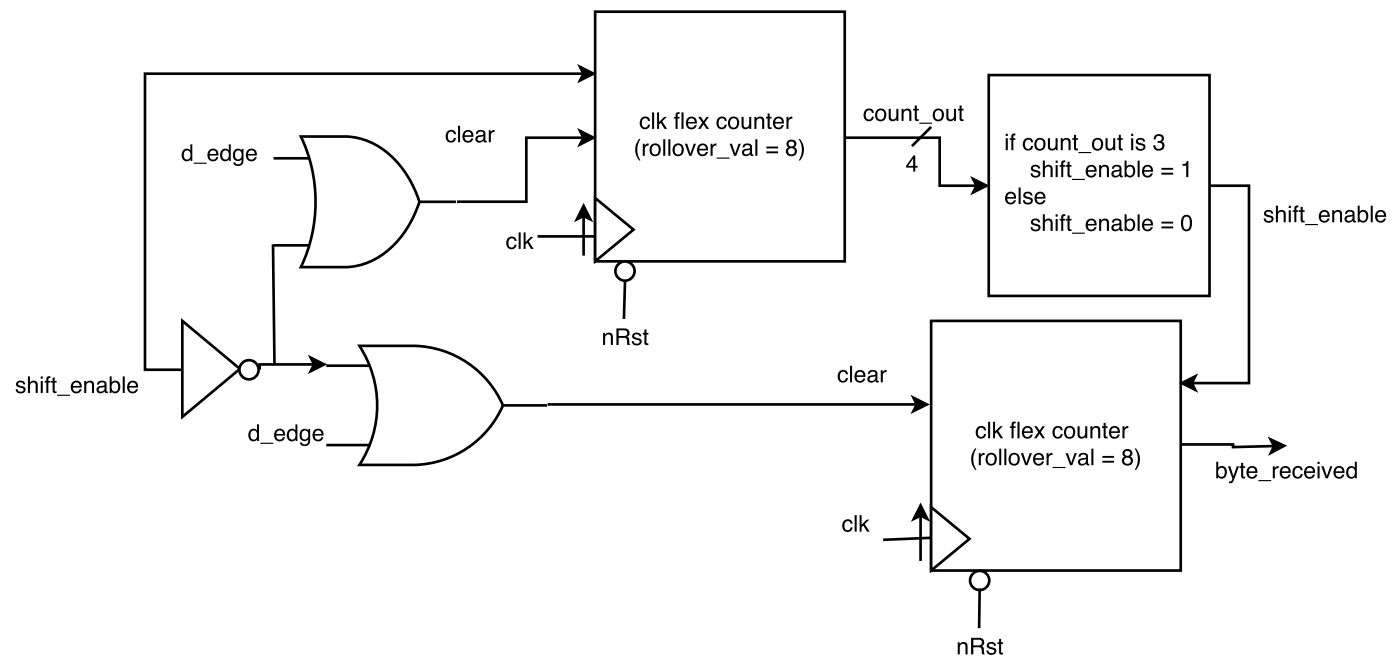 clk flex counter
(rollover_val = 8)
clear
d_edge
clk
nRst
count_out
4
if count_out is 3
shift_enable = 1
else
shift_enable = 0
shift_enable
shift_enable
d_edge
clear
clk flex counter
(rollover_val = 8)
byte_received
clk
nRst